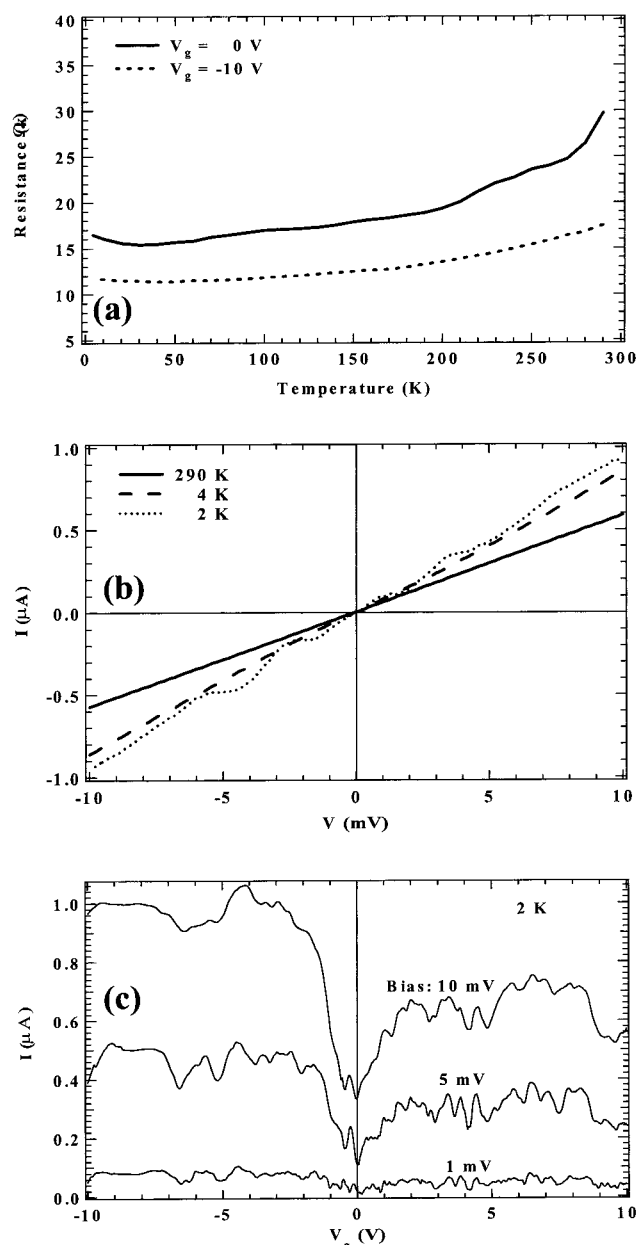 40
35
30
25
20
15
10
5
Resistance (kΩ)
V_g = 0 V
V_g = -10 V
(a)
0 50 100 150 200 250 300
Temperature (K)
1.0
0.5
0.0
-0.5
-1.0
I (μA)
290 K
4 K
2 K
(b)
-10 -5 0 5 10
V (mV)
1.0
0.8
0.6
0.4
0.2
0.0
I (μA)
2 K
Bias: 10 mV
(c)
5 mV
1 mV
-10 -5 0 5 10
V_g (V)